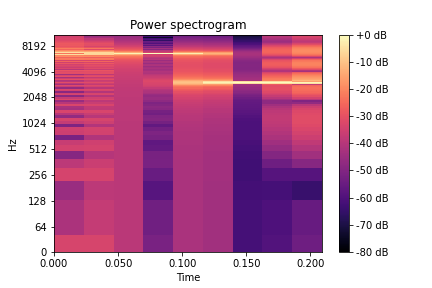 Power spectrogram
Hz
8192
4096
2048
1024
512
256
128
64
0
0.000 0.050 0.100 0.150 0.200
Time
+0 dB
-10 dB
-20 dB
-30 dB
-40 dB
-50 dB
-60 dB
-70 dB
-80 dB